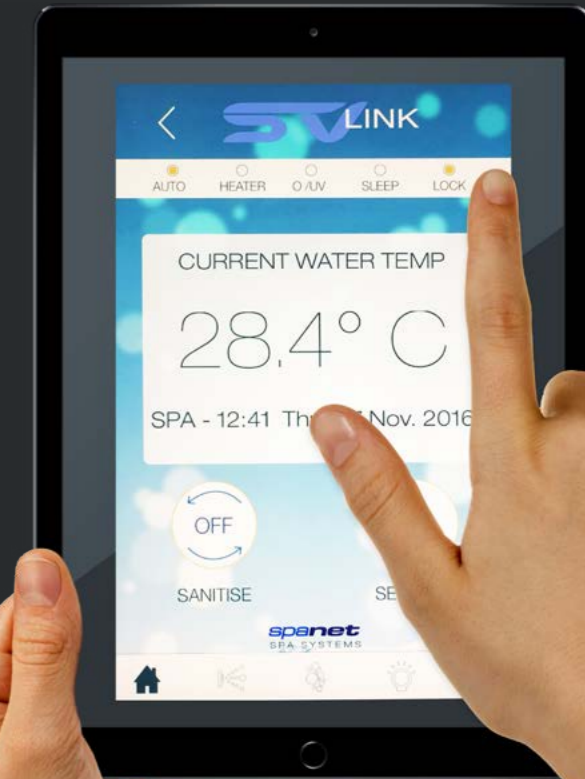 SV LINK
AUTO HEATER O/UV SLEEP LOCK
CURRENT WATER TEMP
28.4° C
SPA - 12:41 Nov. 2016
OFF
SANITISE
spanet
SPA SYSTEMS